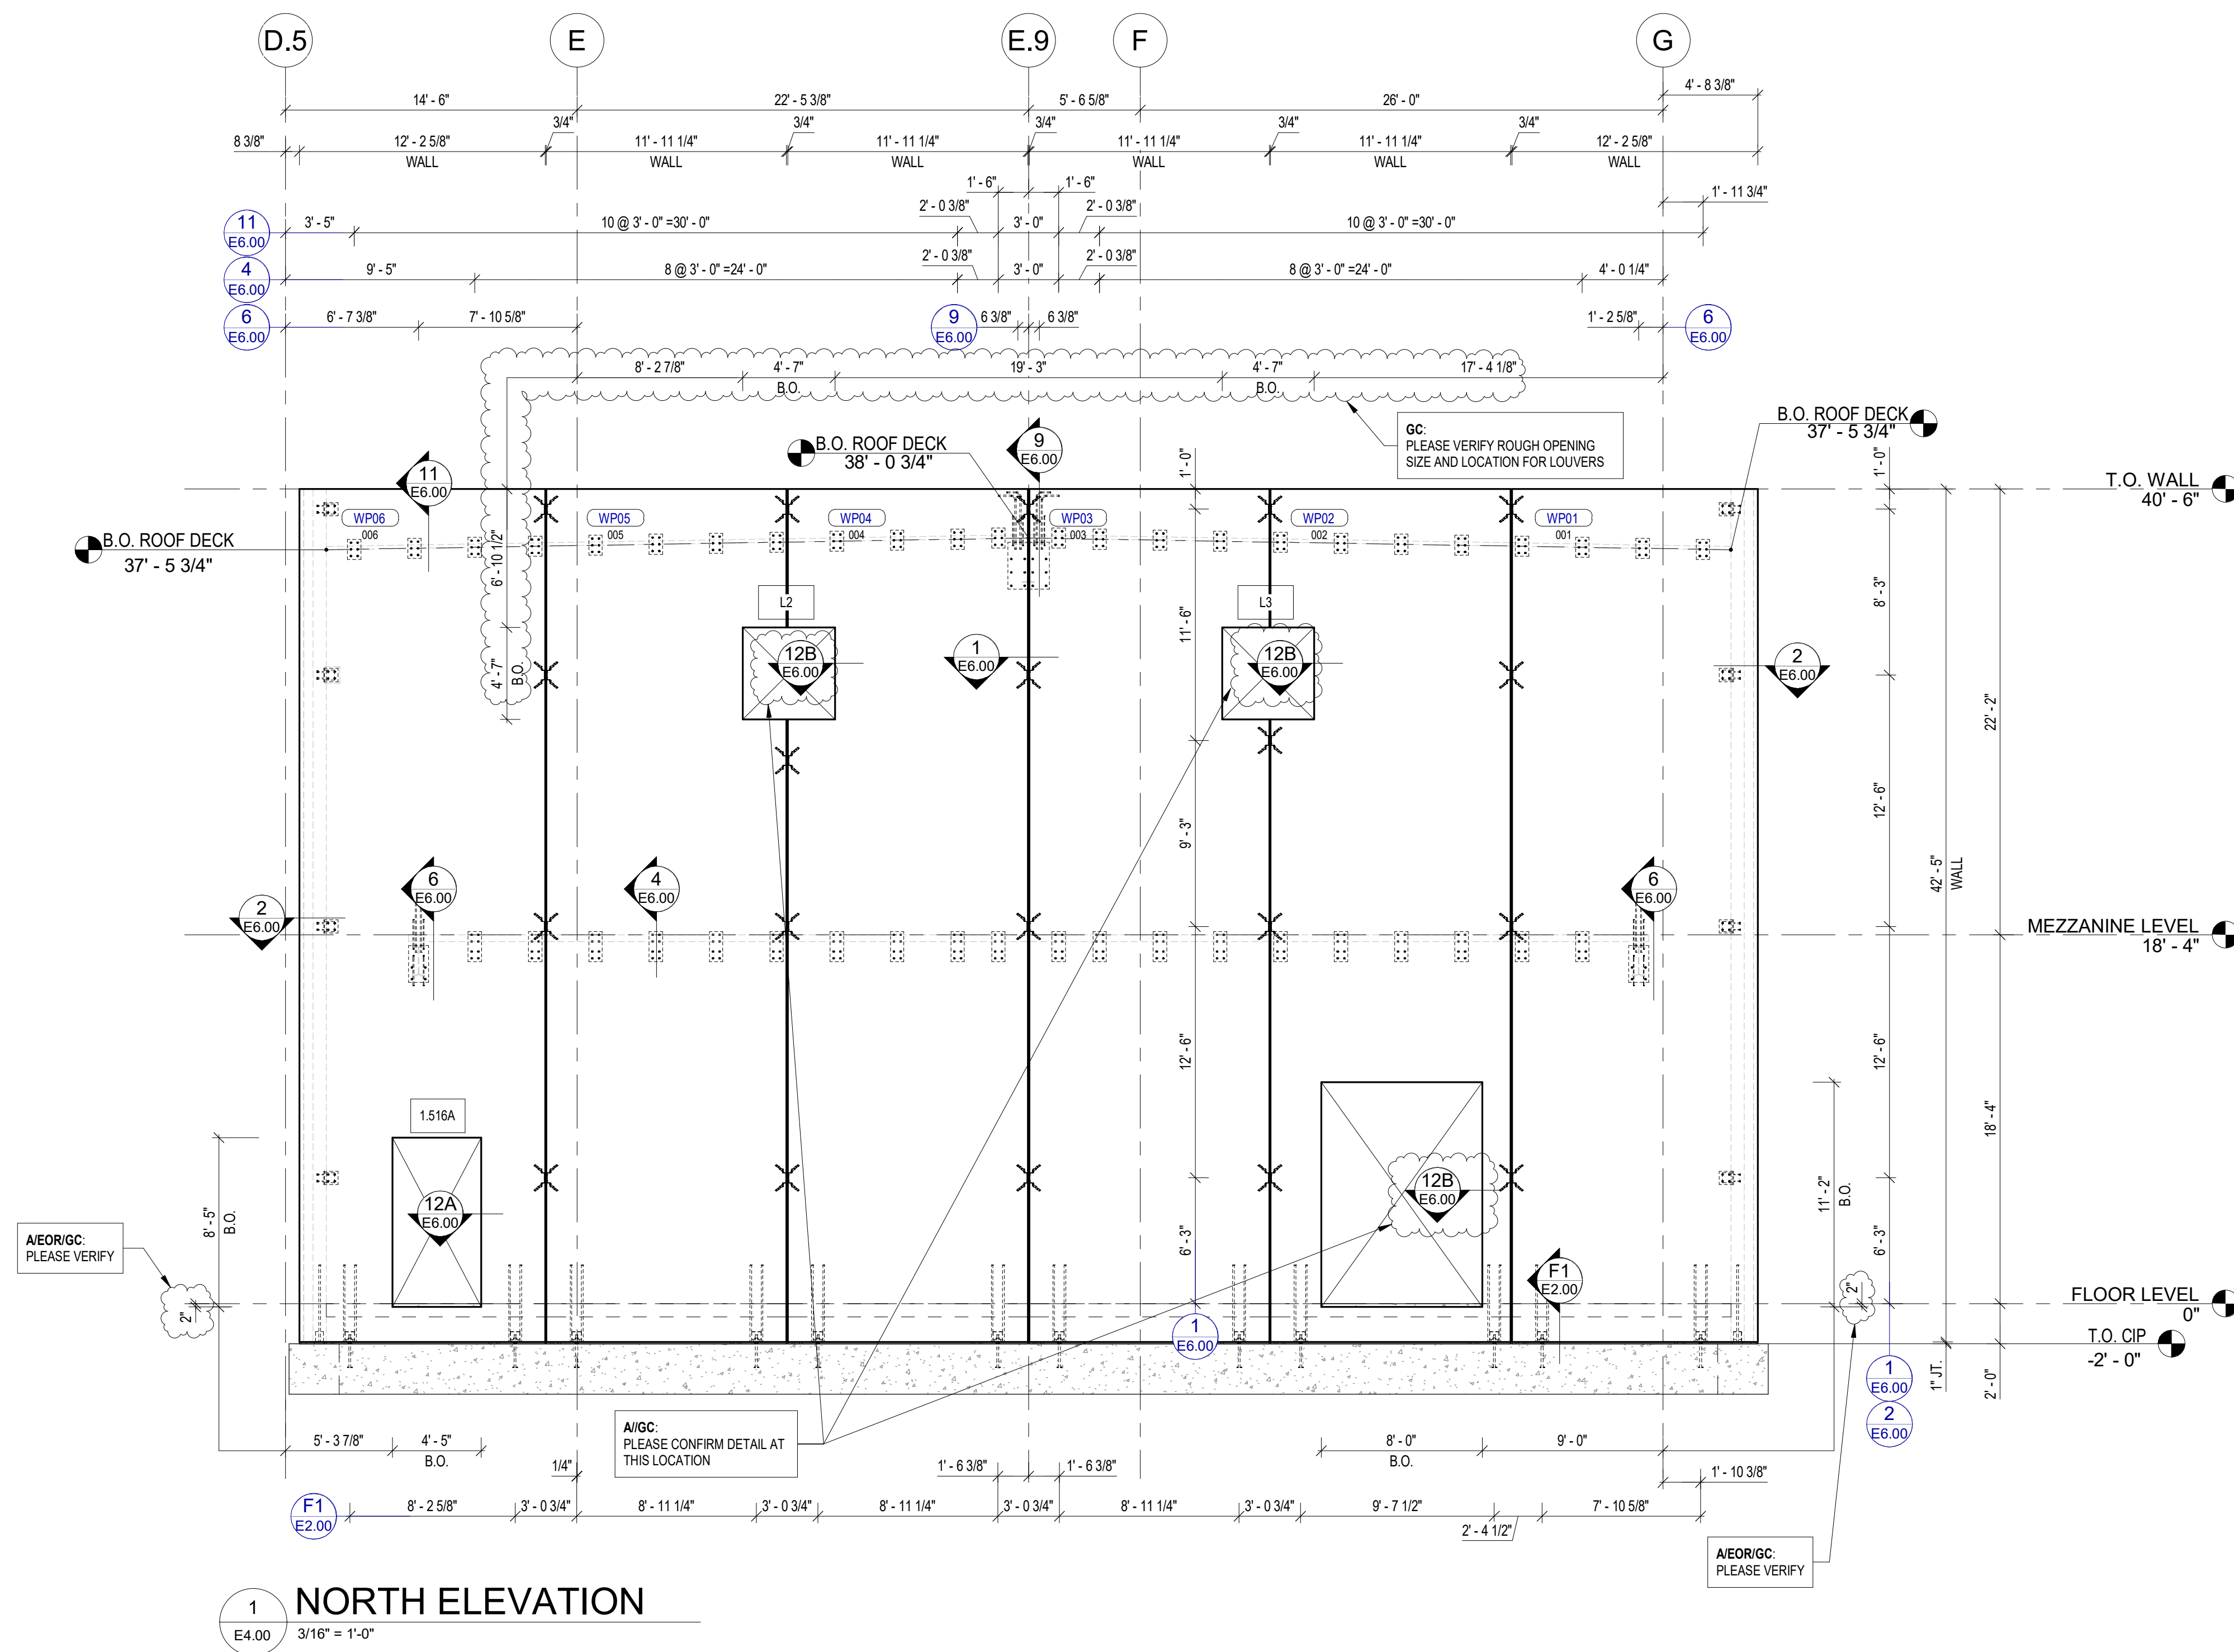 D.5
E
E.9
F
G
14' - 6"
22' - 5 3/8"
5' - 6 5/8"
26' - 0"
4' - 8 3/8"
8 3/8"
12' - 2 5/8"
WALL
3/4"
11' - 11 1/4"
WALL
3/4"
11' - 11 1/4"
WALL
3/4"
11' - 11 1/4"
WALL
3/4"
11' - 11 1/4"
WALL
3/4"
12' - 2 5/8"
WALL
1' - 6"
1' - 6"
1' - 11 3/4"
11
E6.00
3' - 5"
10 @ 3' - 0" =30' - 0"
2' - 0 3/8"
3' - 0"
2' - 0 3/8"
10 @ 3' - 0" =30' - 0"
4
E6.00
9' - 5"
8 @ 3' - 0" =24' - 0"
2' - 0 3/8"
3' - 0"
2' - 0 3/8"
8 @ 3' - 0" =24' - 0"
4' - 0 1/4"
6
E6.00
6' - 7 3/8"
7' - 10 5/8"
9
E6.00
6 3/8"
6 3/8"
1' - 2 5/8"
6
E6.00
8' - 2 7/8"
4' - 7"
B.O.
19' - 3"
4' - 7"
B.O.
17' - 4 1/8"
GC:
PLEASE VERIFY ROUGH OPENING
SIZE AND LOCATION FOR LOUVERS
B.O. ROOF DECK
37' - 5 3/4"
B.O. ROOF DECK
38' - 0 3/4"
9
E6.00
11
E6.00
1' - 0"
1' - 0"
T.O. WALL
40' - 6"
B.O. ROOF DECK
37' - 5 3/4"
WP06
006
WP05
005
WP04
004
WP03
003
WP02
002
WP01
001
6' - 10 1/2"
4' - 7"
B.O.
L2
L3
12B
E6.00
1
E6.00
12B
E6.00
2
E6.00
11' - 6"
8' - 3"
22' - 2"
9' - 3"
12' - 6"
42' - 5"
WALL
2
E6.00
6
E6.00
4
E6.00
6
E6.00
MEZZANINE LEVEL
18' - 4"
12' - 6"
12' - 6"
18' - 4"
1.516A
12A
E6.00
12B
E6.00
8' - 5"
B.O.
11' - 2"
B.O.
6' - 3"
6' - 3"
A/EOR/GC:
PLEASE VERIFY
2"
F1
E2.00
2"
FLOOR LEVEL
0"
T.O. CIP
-2' - 0"
1
E6.00
1
E6.00
2
E6.00
1" JT.
2' - 0"
5' - 3 7/8"
4' - 5"
B.O.
A//GC:
PLEASE CONFIRM DETAIL AT
THIS LOCATION
8' - 0"
B.O.
9' - 0"
1/4"
1' - 6 3/8"
1' - 6 3/8"
1' - 10 3/8"
F1
E2.00
8' - 2 5/8"
3' - 0 3/4"
8' - 11 1/4"
3' - 0 3/4"
8' - 11 1/4"
3' - 0 3/4"
8' - 11 1/4"
3' - 0 3/4"
9' - 7 1/2"
2' - 4 1/2"
7' - 10 5/8"
A/EOR/GC:
PLEASE VERIFY
1
E4.00
NORTH ELEVATION
3/16" = 1'-0"